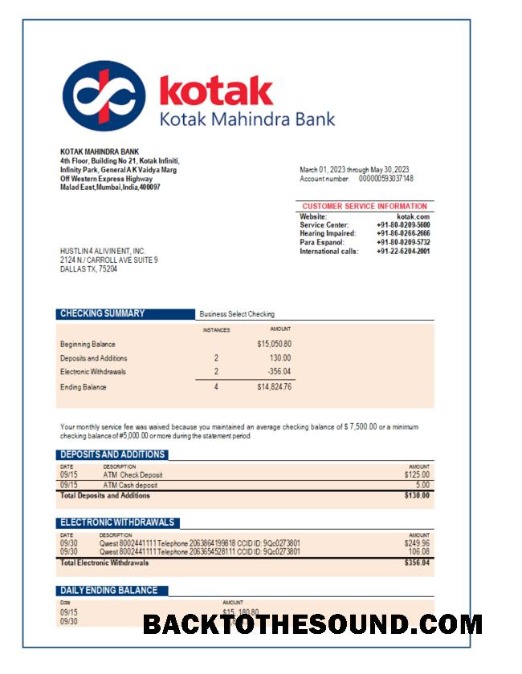 kotak
Kotak Mahindra Bank
KOTAK MAHINDRA BANK
4th Floor, Building No 21, Kotak Infiniti,
Infinity Park, General A K Vaidya Marg
Off Western Express Highway
Malad East,Mumbai,India,400097
March 01, 2023 through May 30,2023
Account number: 000000593037148
CUSTOMER SERVICE INFORMATION
Website: kotak.com
Service Center: +91-80-0209-5600
Hearing Impaired: +91-86-0266-2666
Para Espanol: +91-80-0209-5732
International calls: +91-22-6204-2001
HUSTLIN 4 ALIVINENT, INC.
2124 N./ CARROLL AVE SUITE 9
DALLAS TX, 75204
CHECKING SUMMARY Business Select Checking
INSTANCES AMOUNT
Beginning Balance $15,050.80
Deposits and Additions 2 130.00
Electronic Withdrawals 2 -356.04
Ending Balance 4 $14,824.76
Your monthly service fee was waived because you maintained an average checking balance of $ 7,500.00 or a minimum
checking balance of #5,000.00 or more during the statement period
DEPOSITS AND ADDITIONS
DATE DESCRIPTION AMOUNT
09/15 ATM Check Deposit $125.00
09/15 ATM Cash deposit 5.00
Total Deposits and Additions $130.00
ELECTRONIC WITHDRAWALS
DATE DESCRIPTION AMOUNT
09/30 Qwest 8002441111 Telephone 2063864199818 CCID ID: 9Qc0273801 $249.96
09/30 Qwest 8002441111 Telephone 2063654528111 CCID ID: 9Qc0273801 106.08
Total Electronic Withdrawals $356.04
DAILY ENDING BALANCE
Date AMOUNT
09/15 $15, 180.80
09/30
BACKTOTHESOUND.COM